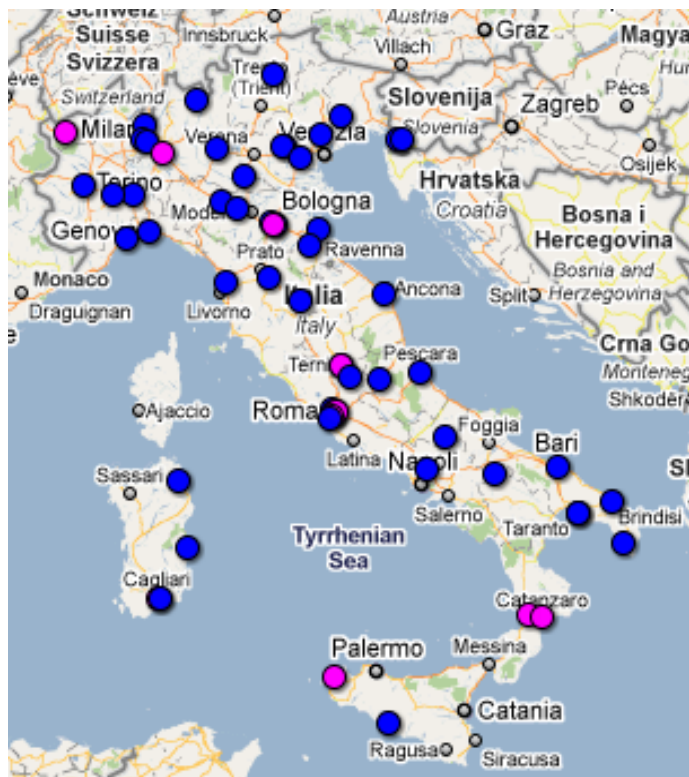 Schweiz
Suisse
Svizzera
Switzerland
Innsbruck
Austria
Graz
Magya
Villach
Trento
(Trient)
Slovenija
Slovenia
Zagreb
Pécs
Hu
Milano
Verona
Venezia
Osijek
Torino
Hrvatska
Croatia
Moden
Bologna
Bosna i
Hercegovina
Bosnia and
Herzegovina
Genova
Ravenna
Prato
Monaco
Draguignan
Livorno
Italia
Italy
Ancona
Split
Crna Go
Monteneg
Shkodër
Terni
Pescara
Ajaccio
Roma
Latina
Foggia
Bari
Napoli
Salerno
Sassari
Taranto
Brindisi
Tyrrhenian
Sea
Cagliari
Catanzaro
Palermo
Messina
Catania
Ragusa
Siracusa